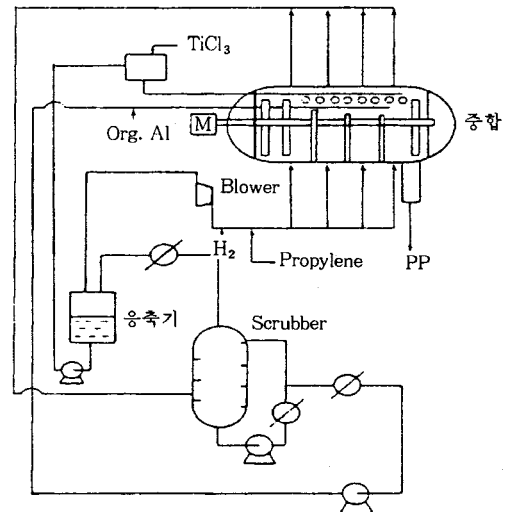 TiCl3
Org. Al
M
중합
Blower
H2
Propylene
PP
응축기
Scrubber